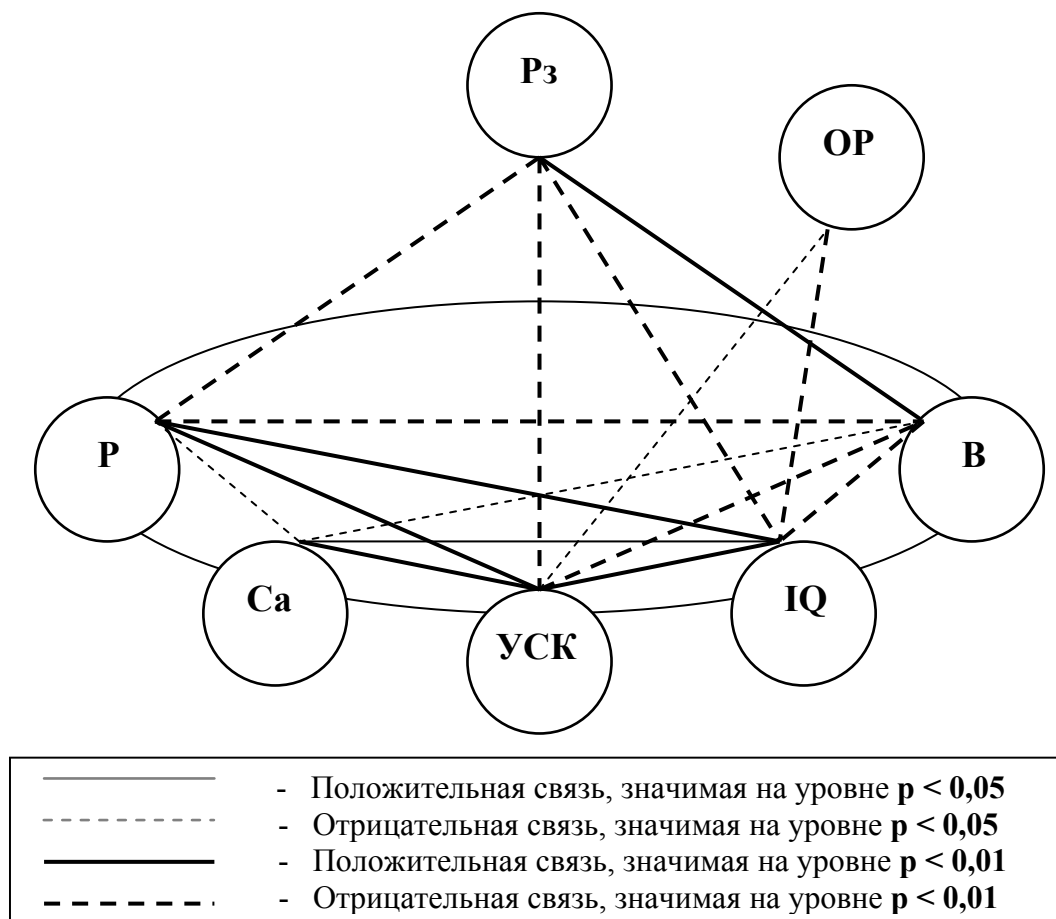 Рз
ОР
Р
В
Са
IQ
УСК
- Положительная связь, значимая на уровне p < 0,05
- Отрицательная связь, значимая на уровне p < 0,05
- Положительная связь, значимая на уровне p < 0,01
- Отрицательная связь, значимая на уровне p < 0,01